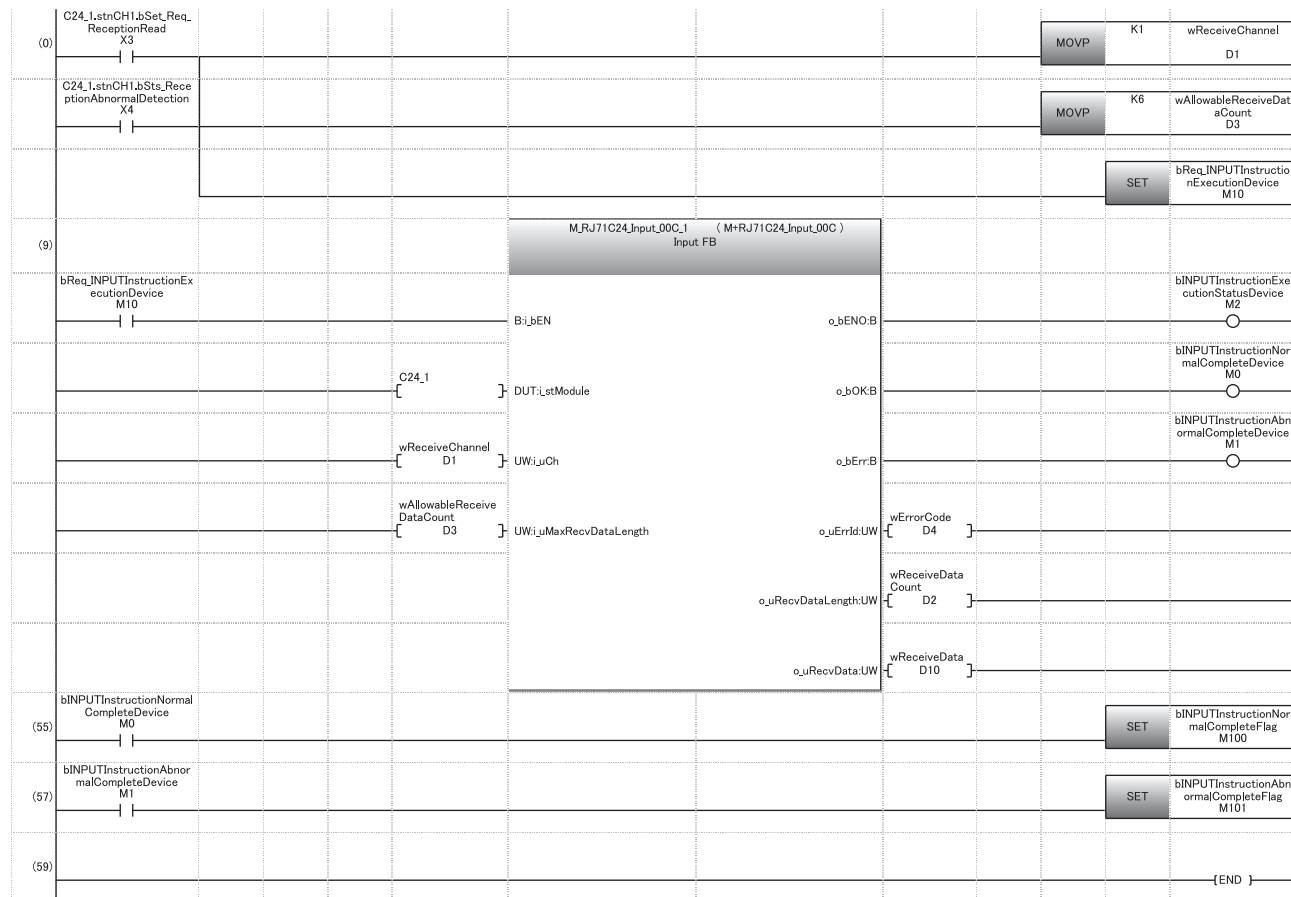 C24_1.stnCH1.bSet_Req_
ReceptionRead
X3
(0)
MOVP
K1
wReceiveChannel
D1
C24_1.stnCH1.bSts_Rece
ptionAbnormalDetection
X4
MOVP
K6
wAllowableReceiveDat
aCount
D3
SET
bReq_INPUTInstructio
nExecutionDevice
M10
(9)
M_RJ71C24_Input_00C_1 ( M+RJ71C24_Input_00C )
Input FB
bReq_INPUTInstructionEx
ecutionDevice
M10
B:i_bEN
o_bENO:B
bINPUTInstructionExe
cutionStatusDevice
M2
C24_1
DUT:i_stModule
o_bOK:B
bINPUTInstructionNor
malCompleteDevice
M0
wReceiveChannel
D1
UW:i_uCh
o_bErr:B
bINPUTInstructionAbn
ormalCompleteDevice
M1
wAllowableReceive
DataCount
D3
UW:i_uMaxRecvDataLength
o_uErrId:UW
wErrorCode
D4
o_uRecvDataLength:UW
wReceiveData
Count
D2
o_uRecvData:UW
wReceiveData
D10
(55)
bINPUTInstructionNormal
CompleteDevice
M0
SET
bINPUTInstructionNor
malCompleteFlag
M100
(57)
bINPUTInstructionAbnor
malCompleteDevice
M1
SET
bINPUTInstructionAbn
ormalCompleteFlag
M101
(59)
END